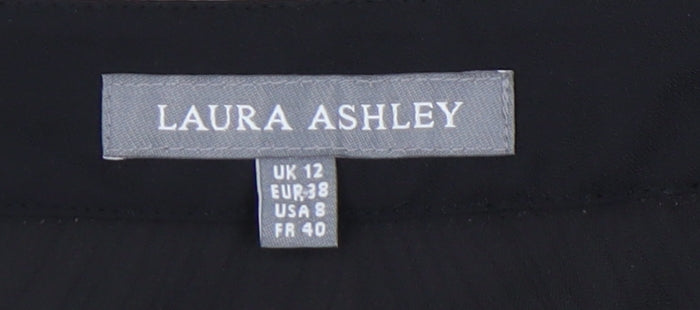 LAURA ASHLEY
UK 12
EUR 38
USA 8
FR 40